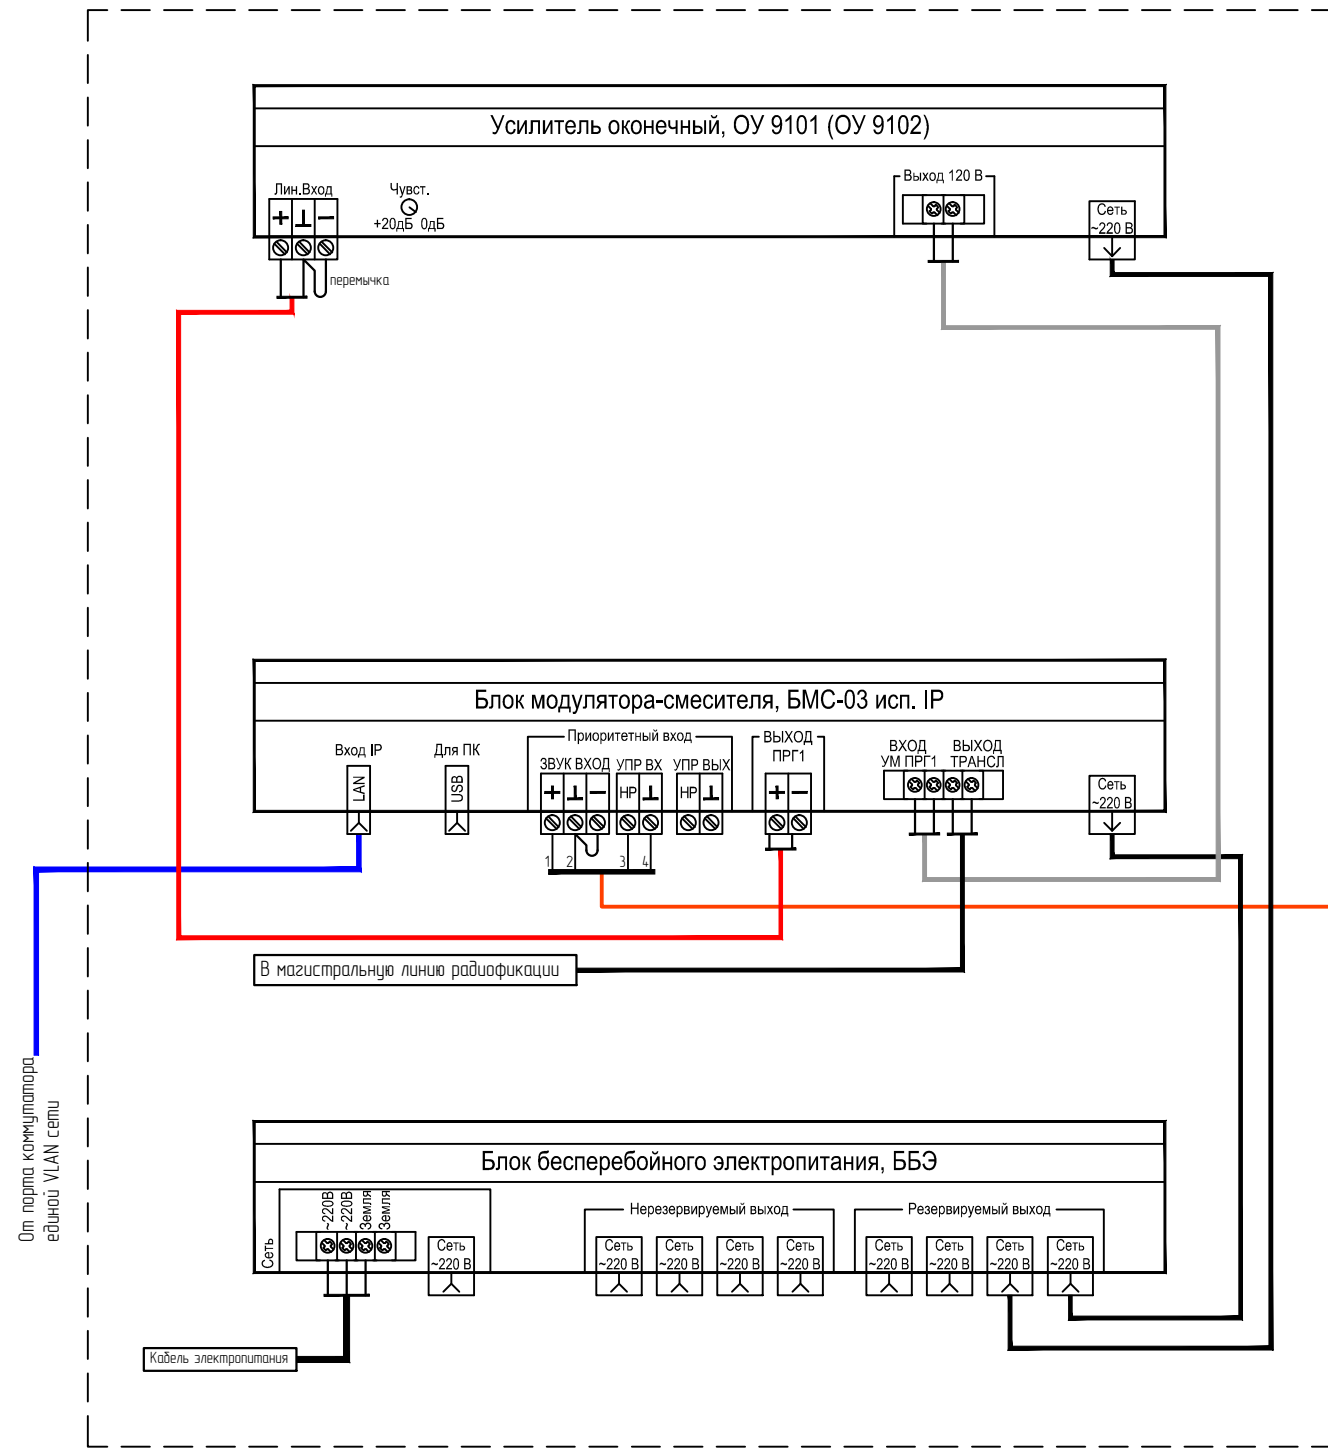 Усилитель оконечный, ОУ 9101 (ОУ 9102)
Лин.Вход
Чувст.
+20дБ 0дБ
Выход 120 В
Сеть
~220 В
+ ⊥ −
перемычка
Блок модулятора-смесителя, БМС-03 исп. IP
Вход IP
LAN
Для ПК
USB
Приоритетный вход
ЗВУК ВХОД
+ ⊥ −
УПР ВХ
НР ⊥
УПР ВЫХ
НР ⊥
ВЫХОД
ПРГ1
+ −
ВХОД
УМ ПРГ1
ВЫХОД
ТРАНСЛ
Сеть
~220 В
1 2 3 4
В магистральную линию радиофикации
От порта коммутатора
единой VLAN сети
Блок бесперебойного электропитания, ББЭ
Сеть
~220В
~220В
Земля
Земля
Сеть
~220 В
Нерезервируемый выход
Сеть
~220 В
Сеть
~220 В
Сеть
~220 В
Сеть
~220 В
Резервируемый выход
Сеть
~220 В
Сеть
~220 В
Сеть
~220 В
Сеть
~220 В
Кабель электропитания